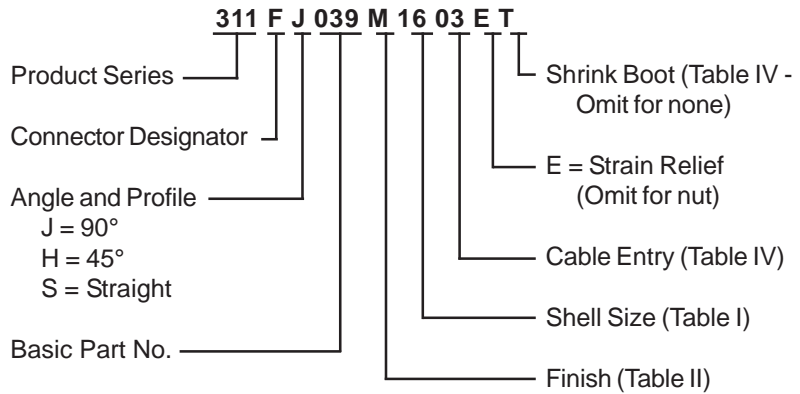 311 F J 039 M 16 03 E T
Product Series
Connector Designator
Angle and Profile
J = 90°
H = 45°
S = Straight
Basic Part No.
Shrink Boot (Table IV -
Omit for none)
E = Strain Relief
(Omit for nut)
Cable Entry (Table IV)
Shell Size (Table I)
Finish (Table II)